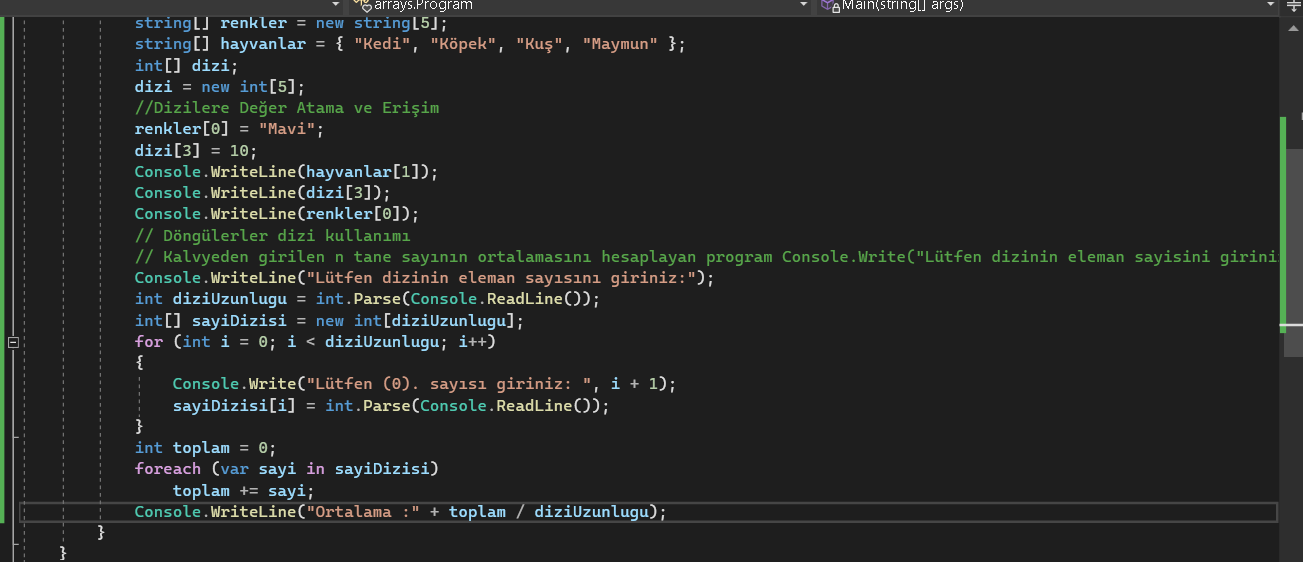 arrays.Program Main(string[] args)
string[] renkler = new string[5];
string[] hayvanlar = { "Kedi", "Köpek", "Kuş", "Maymun" };
int[] dizi;
dizi = new int[5];
//Dizilere Değer Atama ve Erişim
renkler[0] = "Mavi";
dizi[3] = 10;
Console.WriteLine(hayvanlar[1]);
Console.WriteLine(dizi[3]);
Console.WriteLine(renkler[0]);
// Döngülerler dizi kullanımı
// Kalvyeden girilen n tane sayının ortalamasını hesaplayan program Console.Write("Lütfen dizinin eleman sayisini girini
Console.WriteLine("Lütfen dizinin eleman sayısını giriniz:");
int diziUzunlugu = int.Parse(Console.ReadLine());
int[] sayiDizisi = new int[diziUzunlugu];
for (int i = 0; i < diziUzunlugu; i++)
{
Console.Write("Lütfen (0). sayısı giriniz: ", i + 1);
sayiDizisi[i] = int.Parse(Console.ReadLine());
}
int toplam = 0;
foreach (var sayi in sayiDizisi)
toplam += sayi;
Console.WriteLine("Ortalama :" + toplam / diziUzunlugu);
}
}